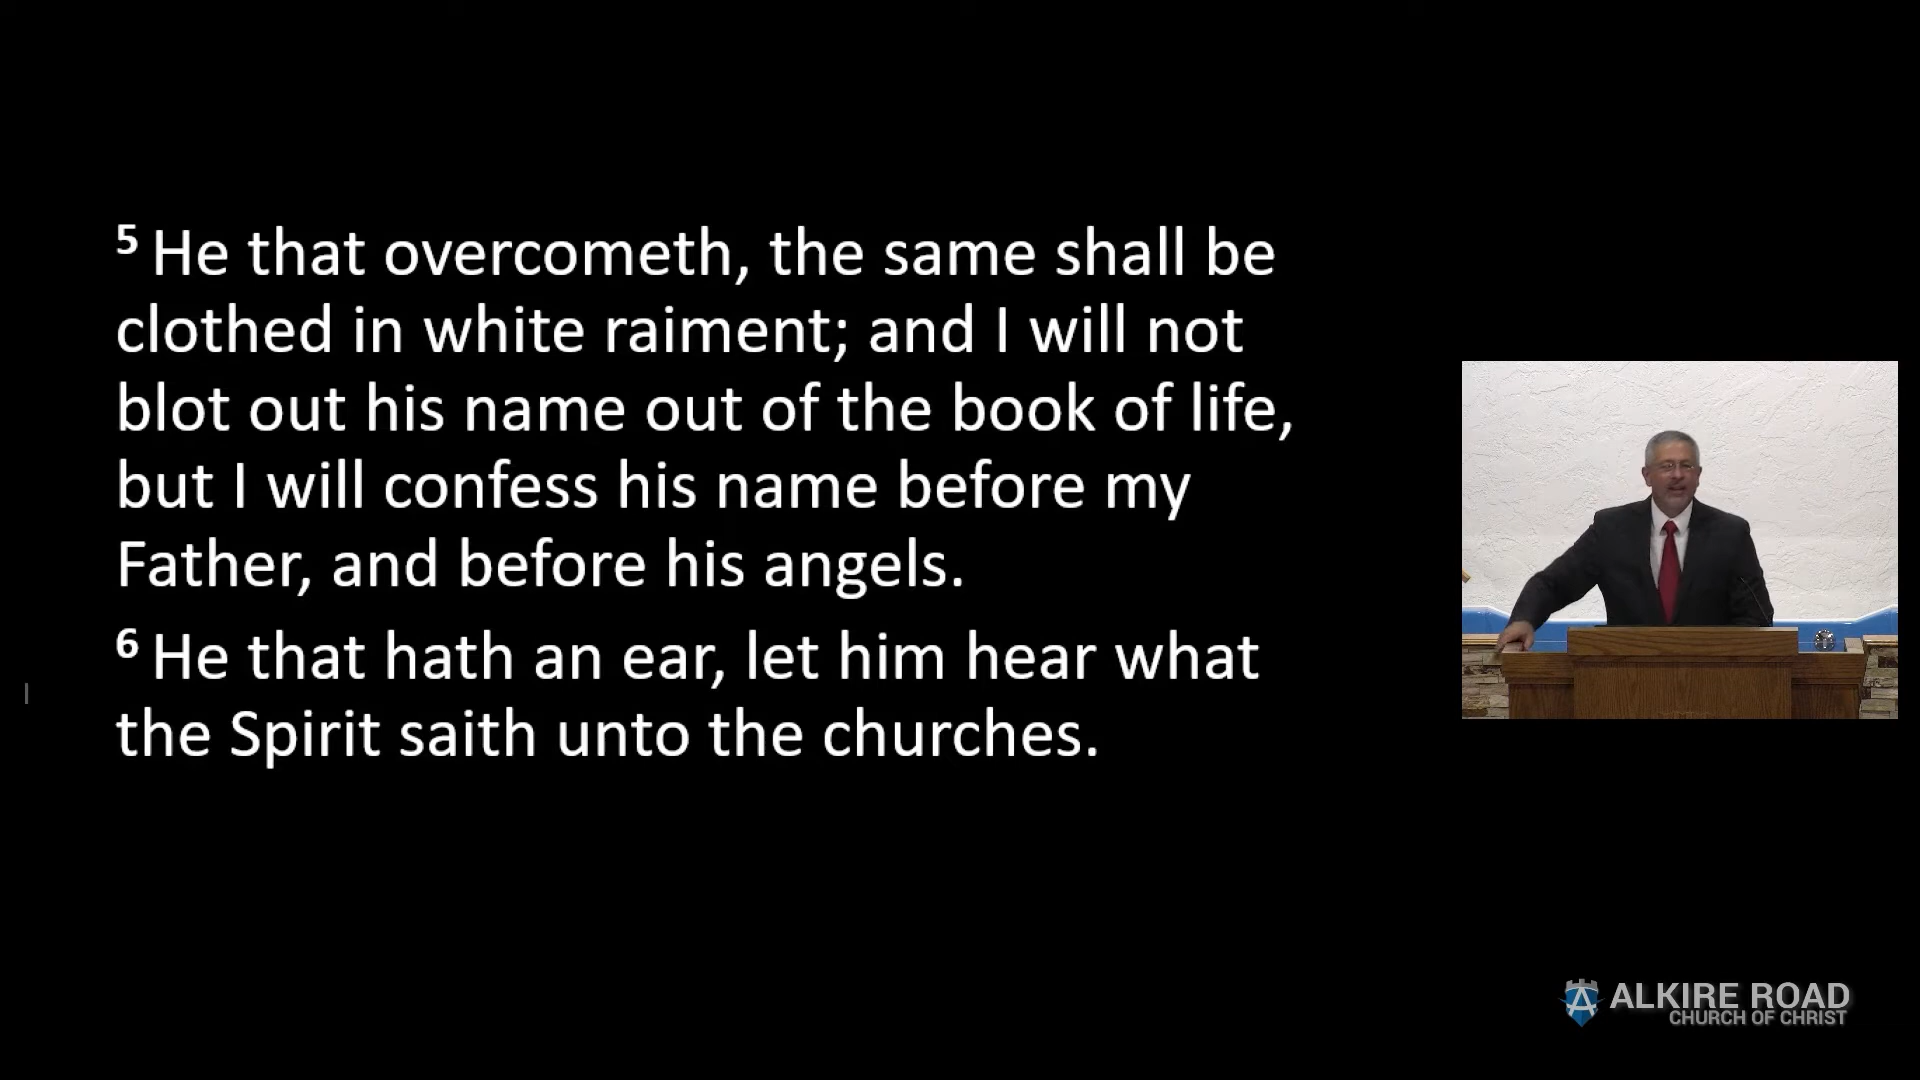 5 He that overcometh, the same shall be
clothed in white raiment; and I will not
blot out his name out of the book of life,
but I will confess his name before my
Father, and before his angels.
6 He that hath an ear, let him hear what
the Spirit saith unto the churches.
ALKIRE ROAD
CHURCH OF CHRIST